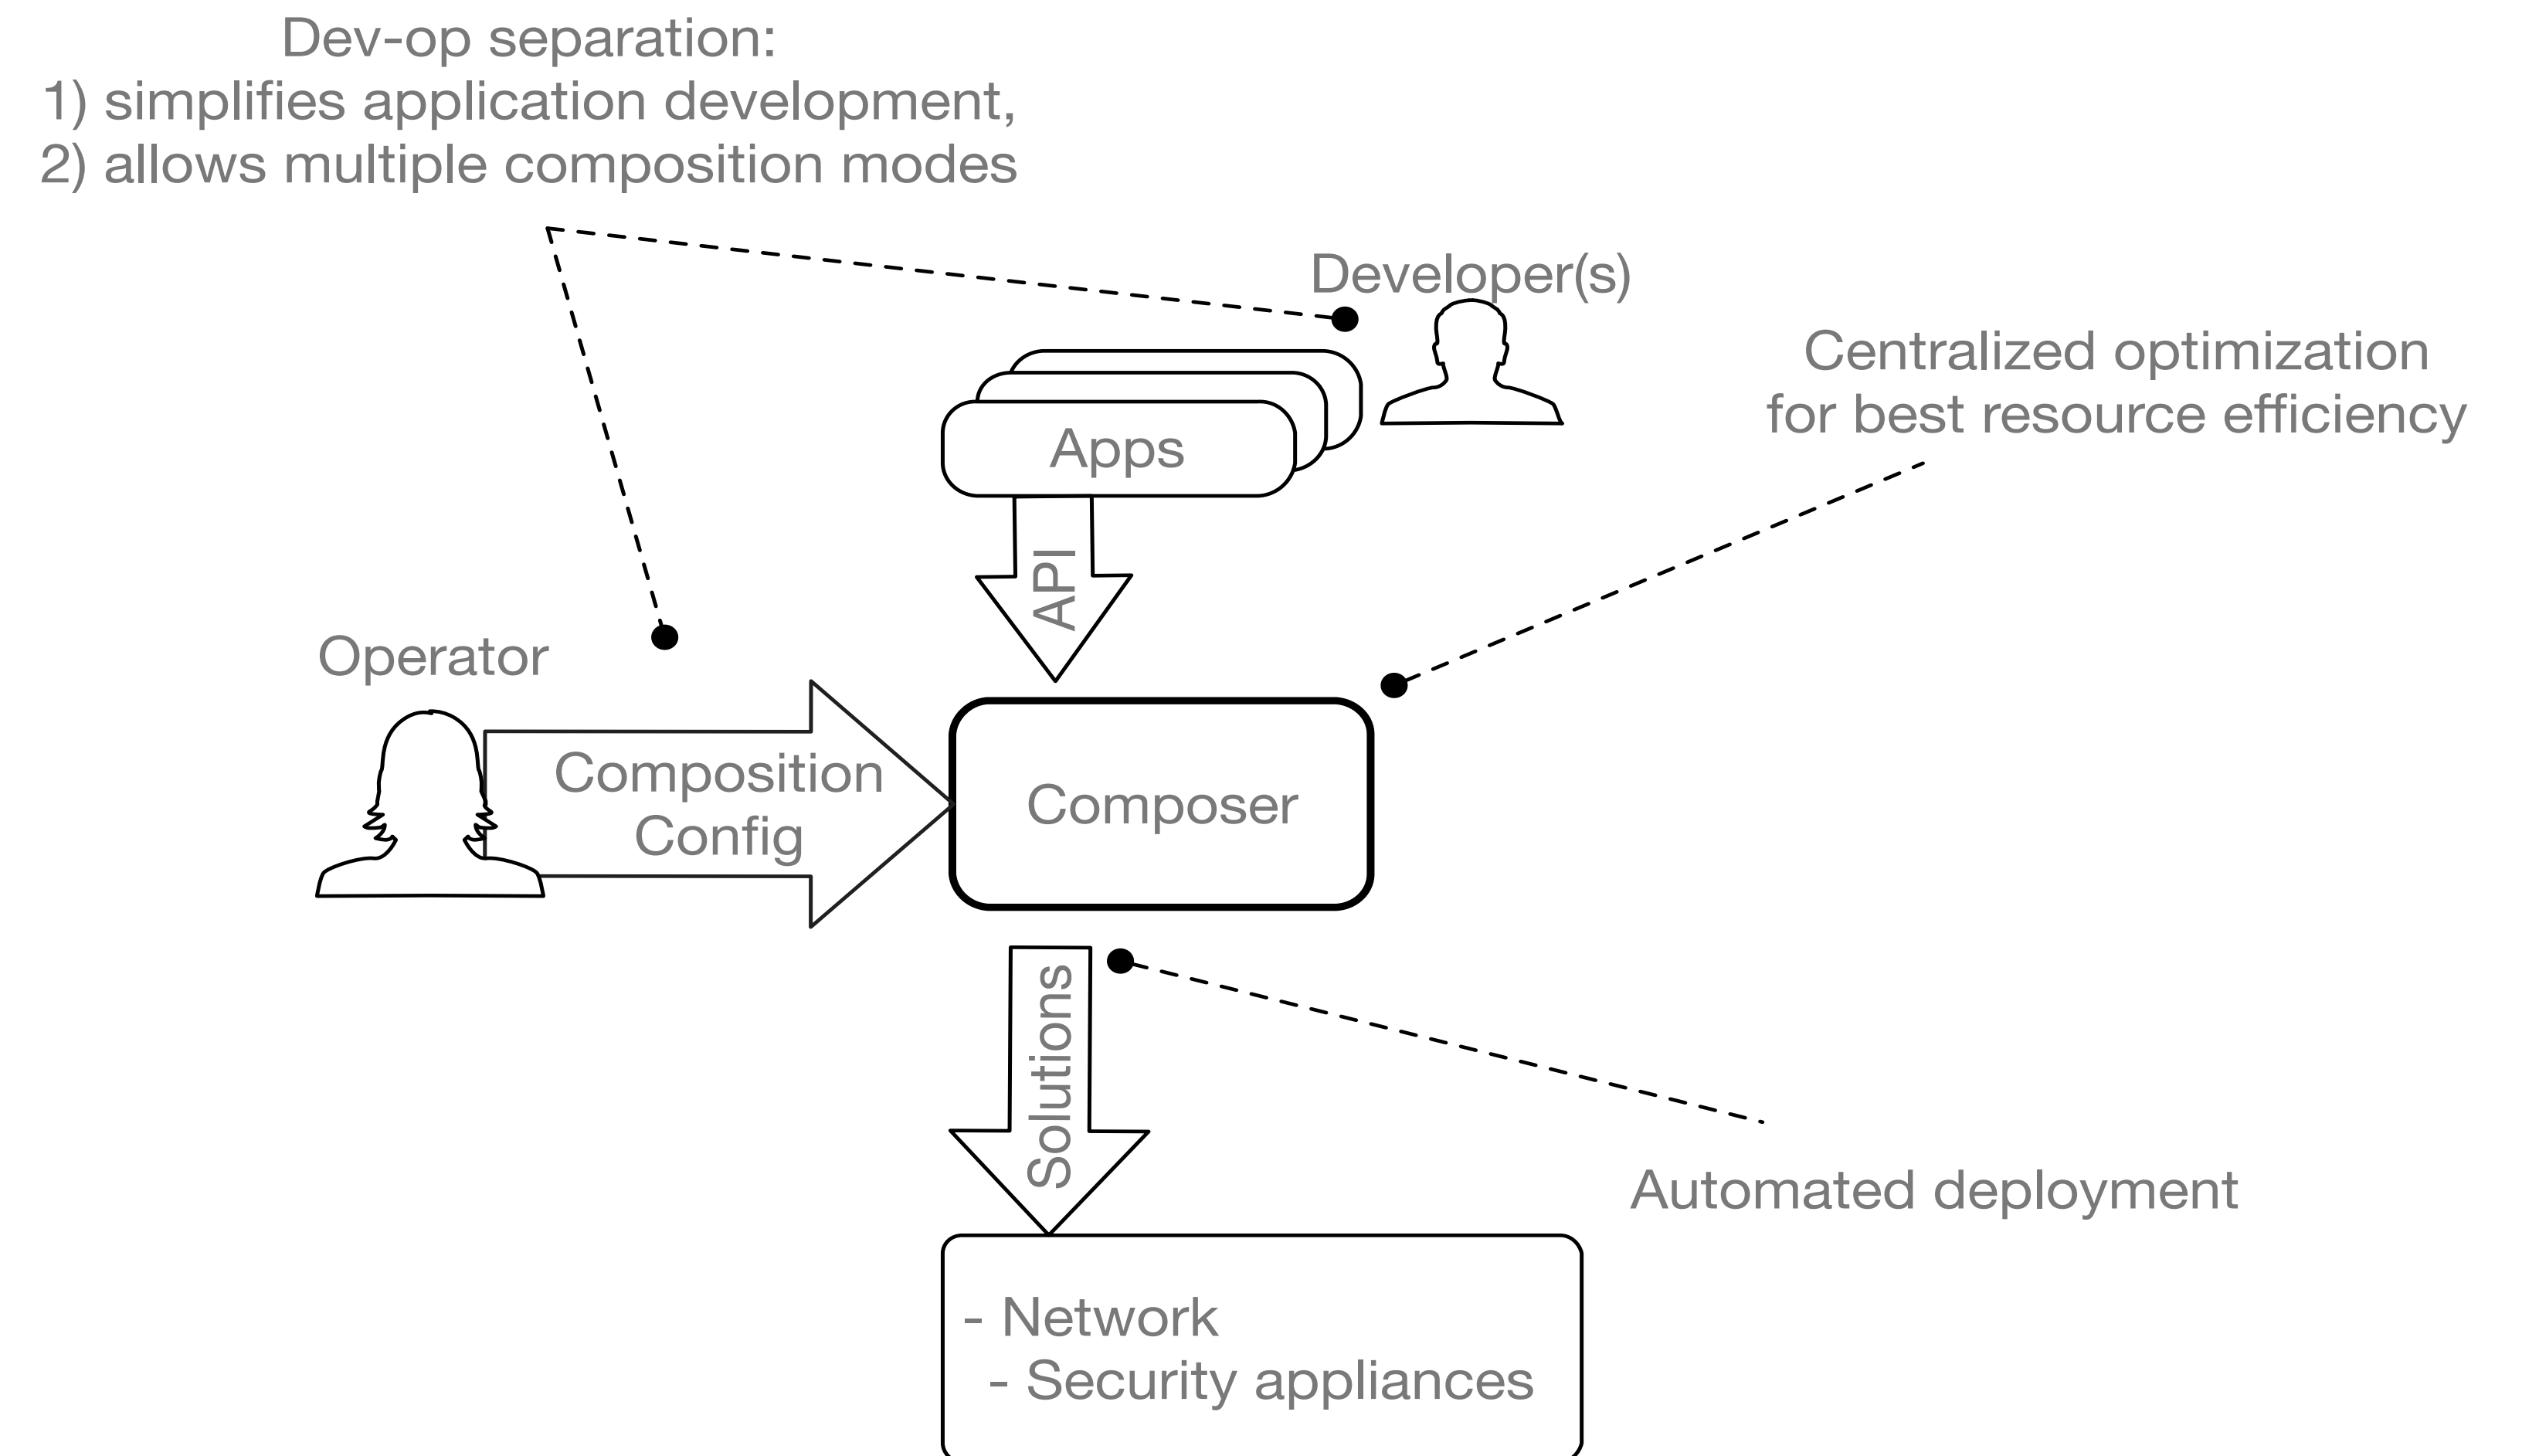 Dev-op separation:
1) simplifies application development,
2) allows multiple composition modes
Developer(s)
Centralized optimization
for best resource efficiency
Apps
API
Operator
Composition
Config
Composer
Solutions
Automated deployment
- Network
- Security appliances